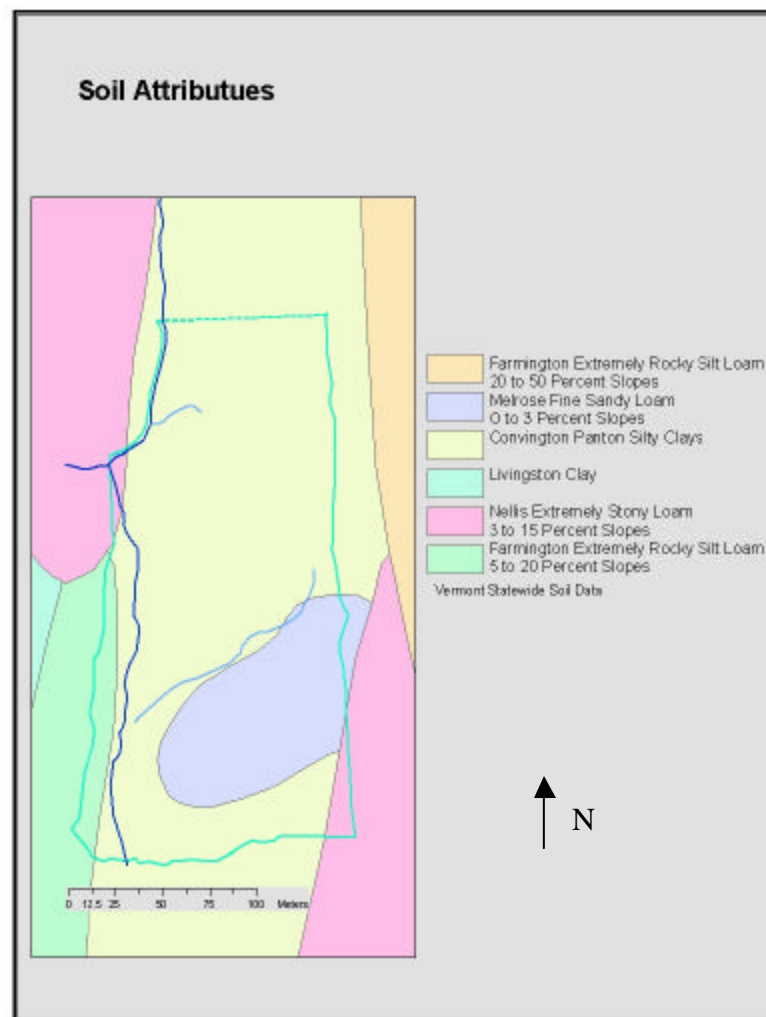 Soil Attributues
Farmington Extremely Rocky Silt Loam
20 to 50 Percent Slopes
Melrose Fine Sandy Loam
0 to 3 Percent Slopes
Convington Panton Silty Clays
Livingston Clay
Nellis Extremely Stony Loam
3 to 15 Percent Slopes
Farmington Extremely Rocky Silt Loam
5 to 20 Percent Slopes
Vermont Statewide Soil Data
N
0 12.5 25 50 75 100 Meters